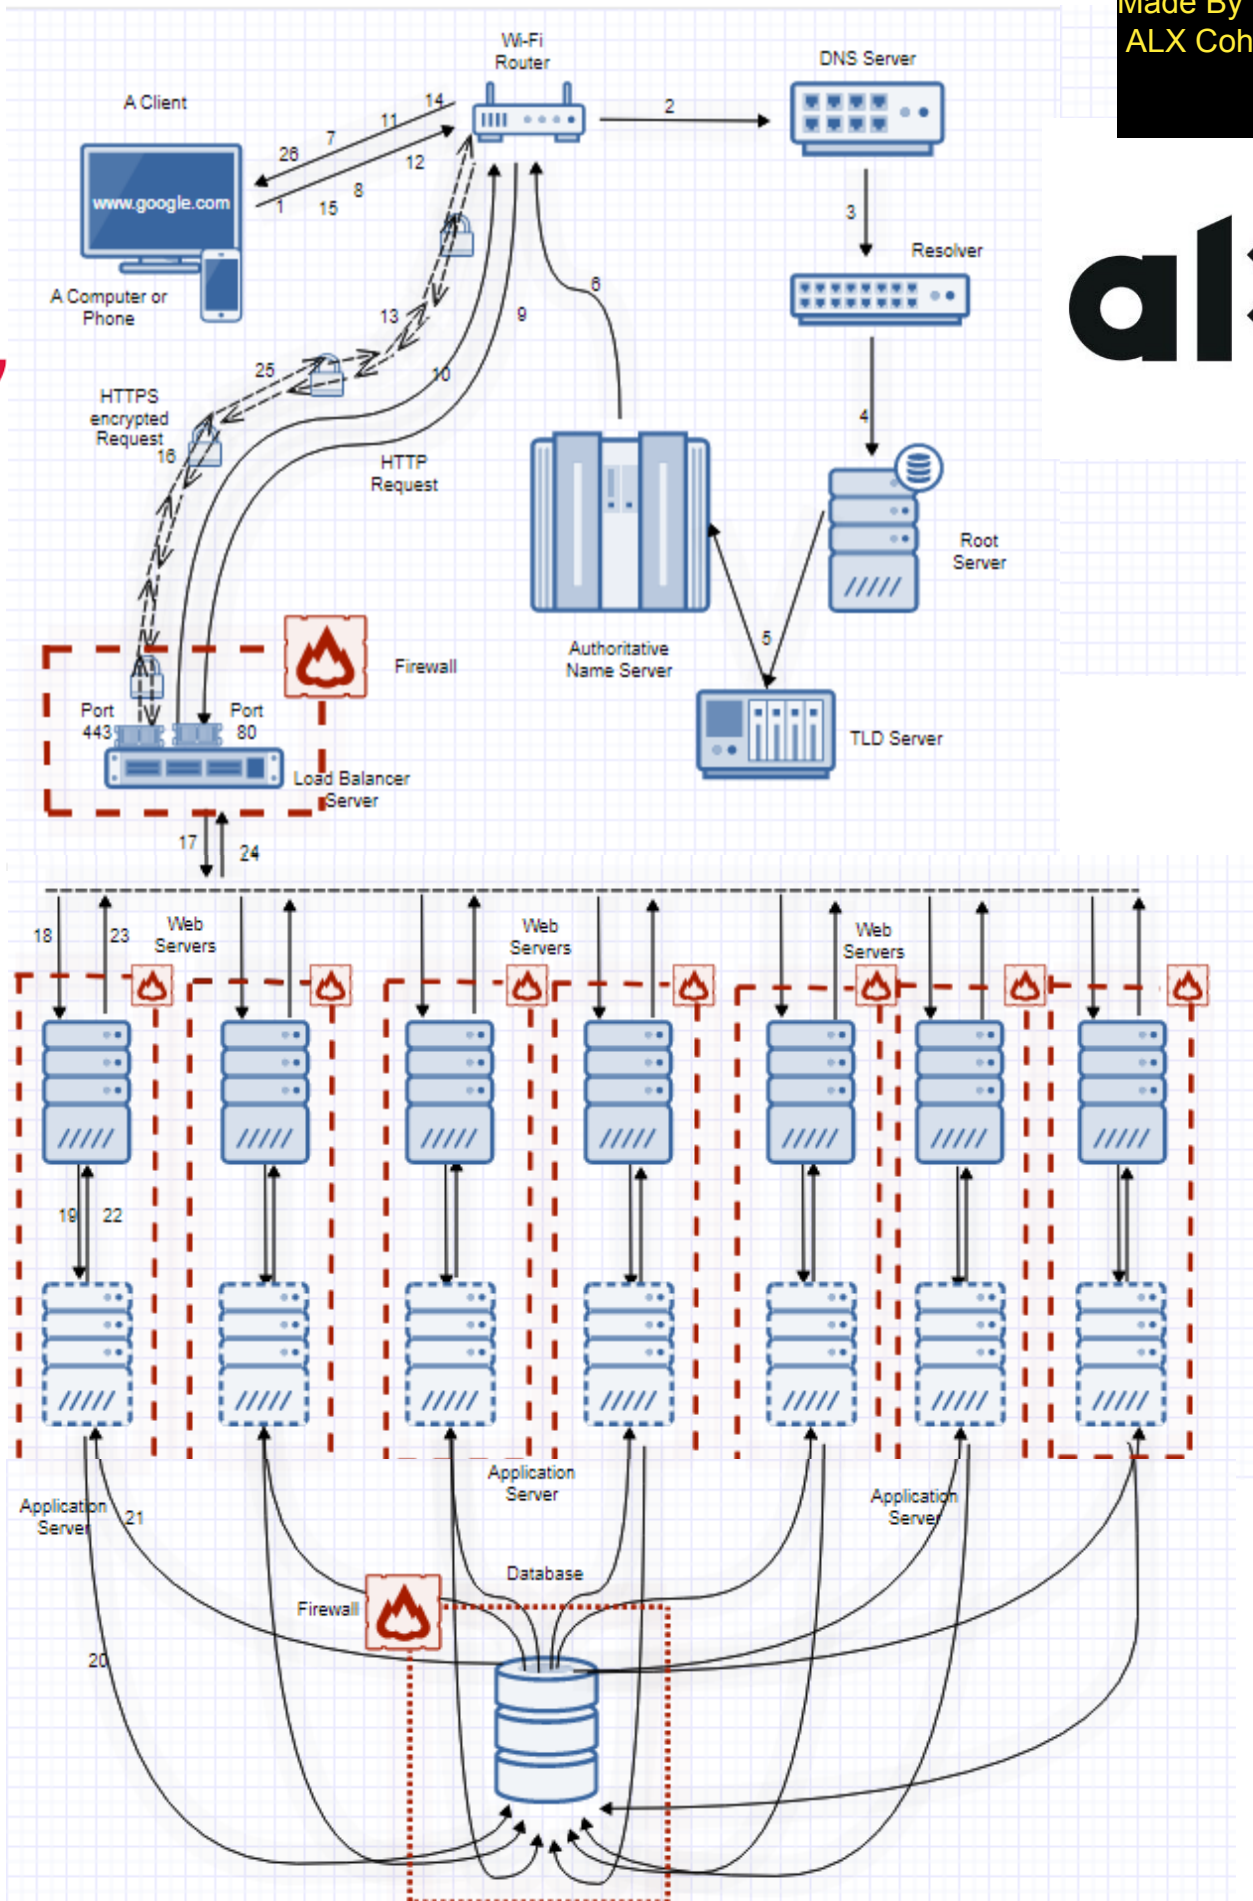 Made By
ALX Coh
Wi-Fi
Router
DNS Server
A Client
14
11
7
26
2
12
8
15
1
www.google.com
3
Resolver
A Computer or
Phone
6
13
9
25
10
HTTPS
encrypted
Request
16
HTTP
Request
4
al
Root
Server
5
Authoritative
Name Server
Firewall
Port
443
Port
80
TLD Server
Load Balancer
Server
17
24
18
23
Web
Servers
Web
Servers
Web
Servers
19
22
Application
Server
21
Application
Server
Application
Server
Database
Firewall
20